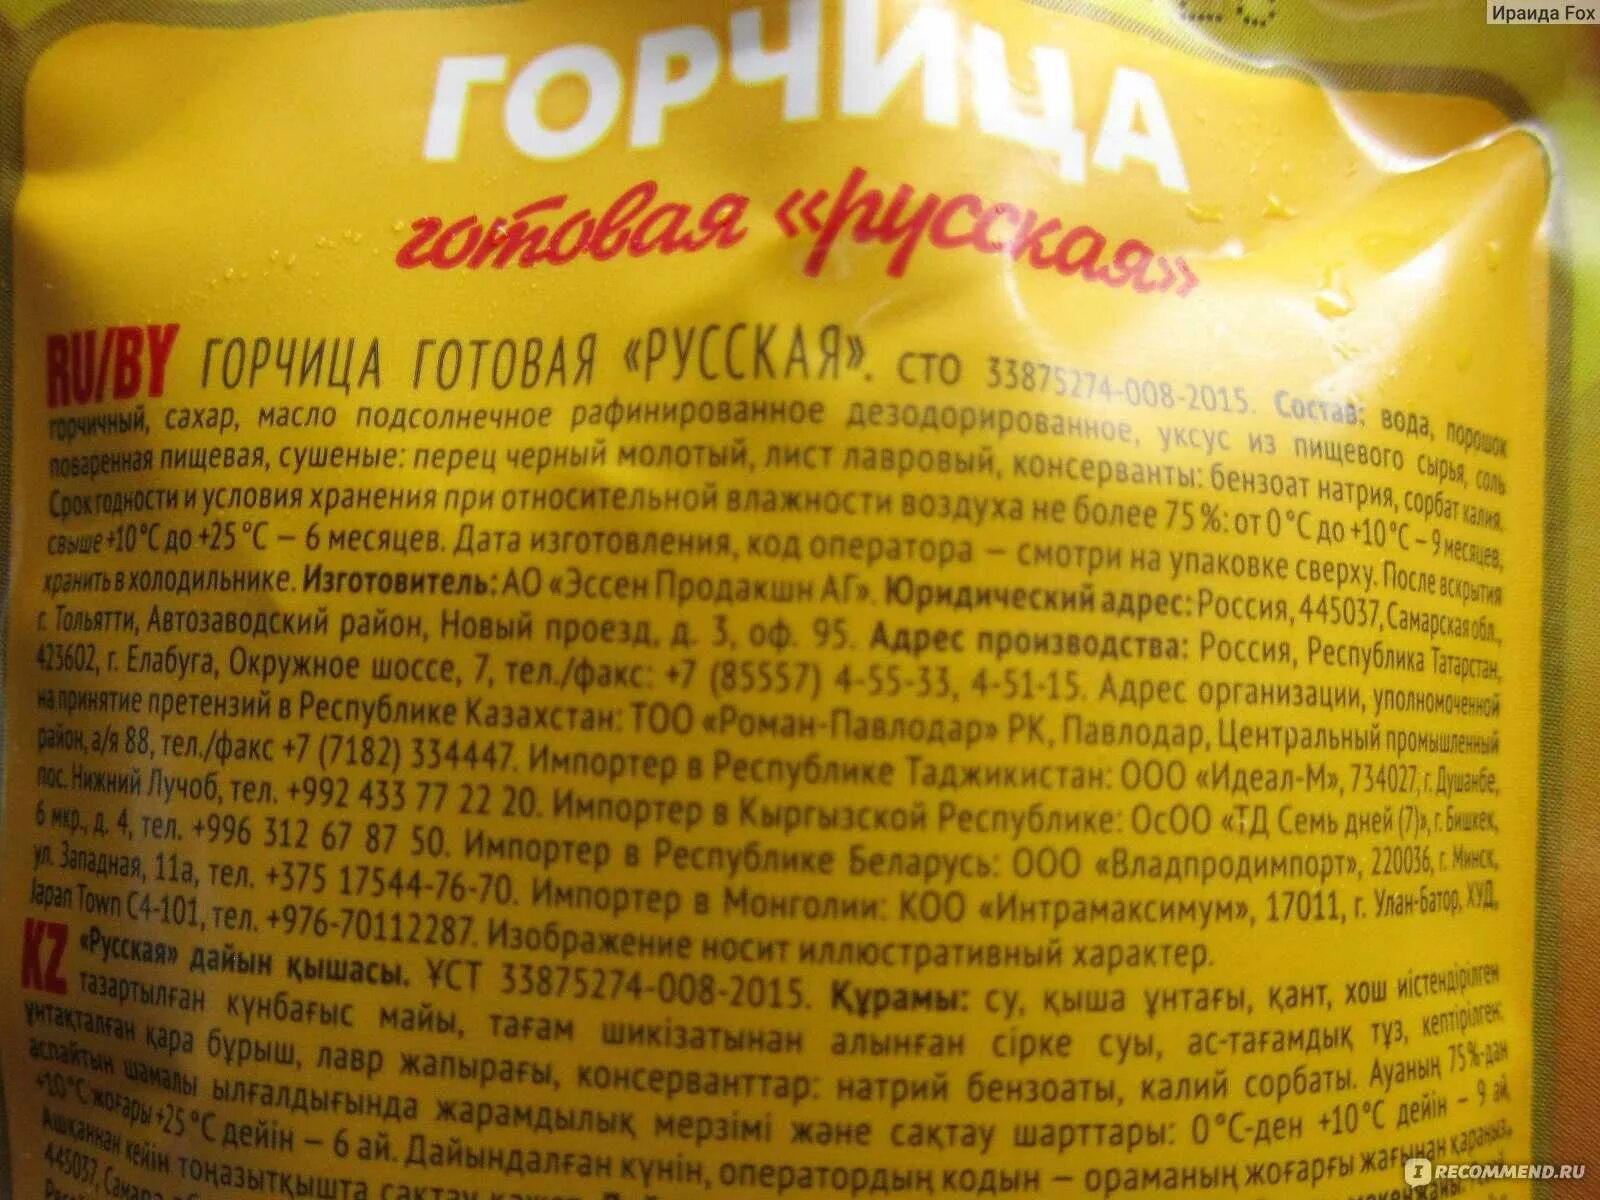 Ираида Fox
ГОРЧИЦА
готовая «русская»
RU/BY ГОРЧИЦА ГОТОВАЯ «РУССКАЯ». СТО 33875274-008-2015. Состав: вода, порошок
горчичный, сахар, масло подсолнечное рафинированное дезодорированное, уксус из пищевого сырья, соль
поваренная пищевая, сушеные: перец черный молотый, лист лавровый, консерванты: бензоат натрия, сорбат калия.
Срок годности и условия хранения при относительной влажности воздуха не более 75%: от 0°С до +10°С – 9 месяцев,
свыше +10°С до +25°С – 6 месяцев. Дата изготовления, код оператора – смотри на упаковке сверху. После вскрытия
хранить в холодильнике. Изготовитель: АО «Эссен Продакшн АГ». Юридический адрес: Россия, 445037, Самарская обл.,
г. Тольятти, Автозаводский район, Новый проезд, д. 3, оф. 95. Адрес производства: Россия, Республика Татарстан,
423602, г. Елабуга, Окружное шоссе, 7, тел./факс: +7 (85557) 4-55-33, 4-51-15. Адрес организации, уполномоченной
на принятие претензий в Республике Казахстан: ТОО «Роман-Павлодар» РК, Павлодар, Центральный промышленный
район, а/я 88, тел./факс +7 (7182) 334447. Импортер в Республике Таджикистан: ООО «Идеал-М», 734027, г. Душанбе,
пос. Нижний Лучоб, тел. +992 433 77 22 20. Импортер в Кыргызской Республике: ОсОО «ТД Семь дней (7)», г. Бишкек,
6 мкр., д. 4, тел. +996 312 67 87 50. Импортер в Республике Беларусь: ООО «Владпродимпорт», 220036, г. Минск,
ул. Западная, 11а, тел. +375 17544-76-70. Импортер в Монголии: КОО «Интрамаксимум», 17011, г. Улан-Батор, ХУД,
Japan Town C4-101, тел. +976-70112287. Изображение носит иллюстративный характер.
KZ «Русская» дайын қышасы. ҰСТ 33875274-008-2015. Құрамы: су, қыша ұнтағы, қант, хош иістендірілген
тазартылған күнбағыс майы, тағам шикізатынан алынған сірке суы, ас-тағамдық тұз, кептірілген:
ұнтақталған қара бұрыш, лавр жапырағы, консерванттар: натрий бензоаты, калий сорбаты. Ауаның 75%-дан
аспайтын шамалы ылғалдығында жарамдылық мерзімі және сақтау шарттары: 0°С-ден +10°С дейін – 9 ай,
+10°С жоғары +25°С дейін – 6 ай. Дайындалған күнін, оператордың кодын – ораманың жоғарғы жағынан қараңыз.
Ашқаннан кейін тоңазытқышта сақтау
445037,
IRECOMMEND.RU